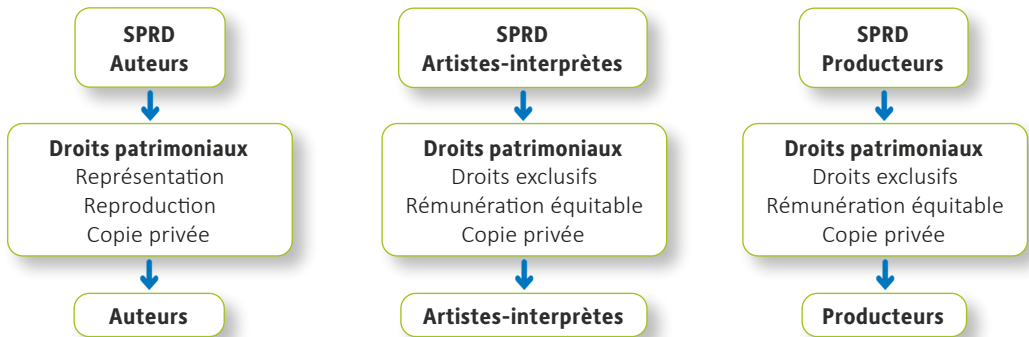 SPRD
Auteurs
Droits patrimoniaux
Représentation
Reproduction
Copie privée
Auteurs
SPRD
Artistes-interprètes
Droits patrimoniaux
Droits exclusifs
Rémunération équitable
Copie privée
Artistes-interprètes
SPRD
Producteurs
Droits patrimoniaux
Droits exclusifs
Rémunération équitable
Copie privée
Producteurs